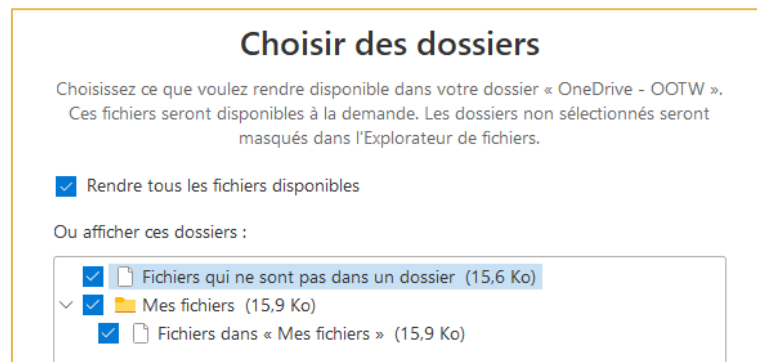 Choisir des dossiers
Choisissez ce que voulez rendre disponible dans votre dossier « OneDrive - OOTW ».
Ces fichiers seront disponibles à la demande. Les dossiers non sélectionnés seront
masqués dans l'Explorateur de fichiers.
Rendre tous les fichiers disponibles
Ou afficher ces dossiers :
Fichiers qui ne sont pas dans un dossier (15,6 Ko)
Mes fichiers (15,9 Ko)
Fichiers dans « Mes fichiers » (15,9 Ko)